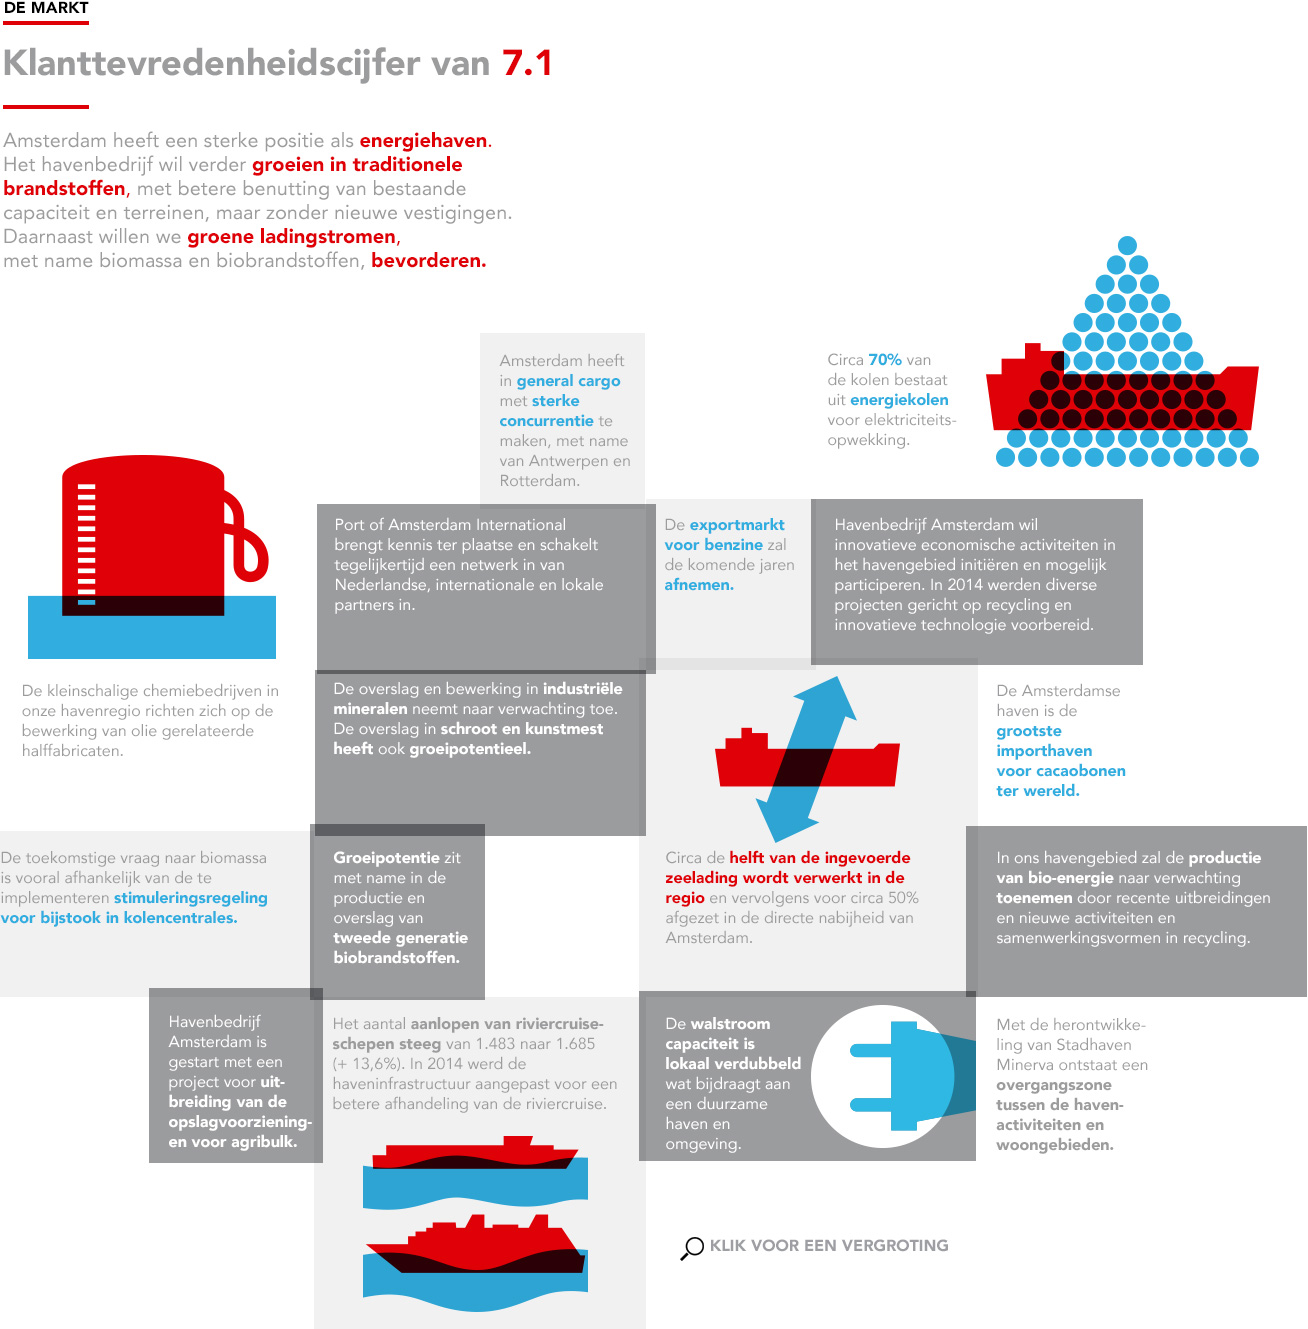 DE MARKT
Klanttevredenheidscijfer van 7.1
Amsterdam heeft een sterke positie als energiehaven.
Het havenbedrijf wil verder groeien in traditionele
brandstoffen, met betere benutting van bestaande
capaciteit en terreinen, maar zonder nieuwe vestigingen.
Daarnaast willen we groene ladingstromen,
met name biomassa en biobrandstoffen, bevorderen.
Amsterdam heeft
in general cargo
met sterke
concurrentie te
maken, met name
van Antwerpen en
Rotterdam.
Circa 70% van
de kolen bestaat
uit energiekolen
voor elektriciteits-
opwekking.
Port of Amsterdam International
brengt kennis ter plaatse en schakelt
tegelijkertijd een netwerk in van
Nederlandse, internationale en lokale
partners in.
De exportmarkt
voor benzine zal
de komende jaren
afnemen.
Havenbedrijf Amsterdam wil
innovatieve economische activiteiten in
het havengebied initiëren en mogelijk
participeren. In 2014 werden diverse
projecten gericht op recycling en
innovatieve technologie voorbereid.
De kleinschalige chemiebedrijven in
onze havenregio richten zich op de
bewerking van olie gerelateerde
halffabricaten.
De overslag en bewerking in industriële
mineralen neemt naar verwachting toe.
De overslag in schroot en kunstmest
heeft ook groeipotentieel.
De Amsterdamse
haven is de
grootste
importhaven
voor cacaobonen
ter wereld.
De toekomstige vraag naar biomassa
is vooral afhankelijk van de te
implementeren stimuleringsregeling
voor bijstook in kolencentrales.
Groeipotentie zit
met name in de
productie en
overslag van
tweede generatie
biobrandstoffen.
Circa de helft van de ingevoerde
zeelading wordt verwerkt in de
regio en vervolgens voor circa 50%
afgezet in de directe nabijheid van
Amsterdam.
In ons havengebied zal de productie
van bio-energie naar verwachting
toenemen door recente uitbreidingen
en nieuwe activiteiten en
samenwerkingsvormen in recycling.
Havenbedrijf
Amsterdam is
gestart met een
project voor uit-
breiding van de
opslagvoorziening-
en voor agribulk.
Het aantal aanlopen van riviercruise-
schepen steeg van 1.483 naar 1.685
(+ 13,6%). In 2014 werd de
haveninfrastructuur aangepast voor een
betere afhandeling van de riviercruise.
De walstroom
capaciteit is
lokaal verdubbeld
wat bijdraagt aan
een duurzame
haven en
omgeving.
Met de herontwikke-
ling van Stadhaven
Minerva ontstaat een
overgangszone
tussen de haven-
activiteiten en
woongebieden.
KLIK VOOR EEN VERGROTING